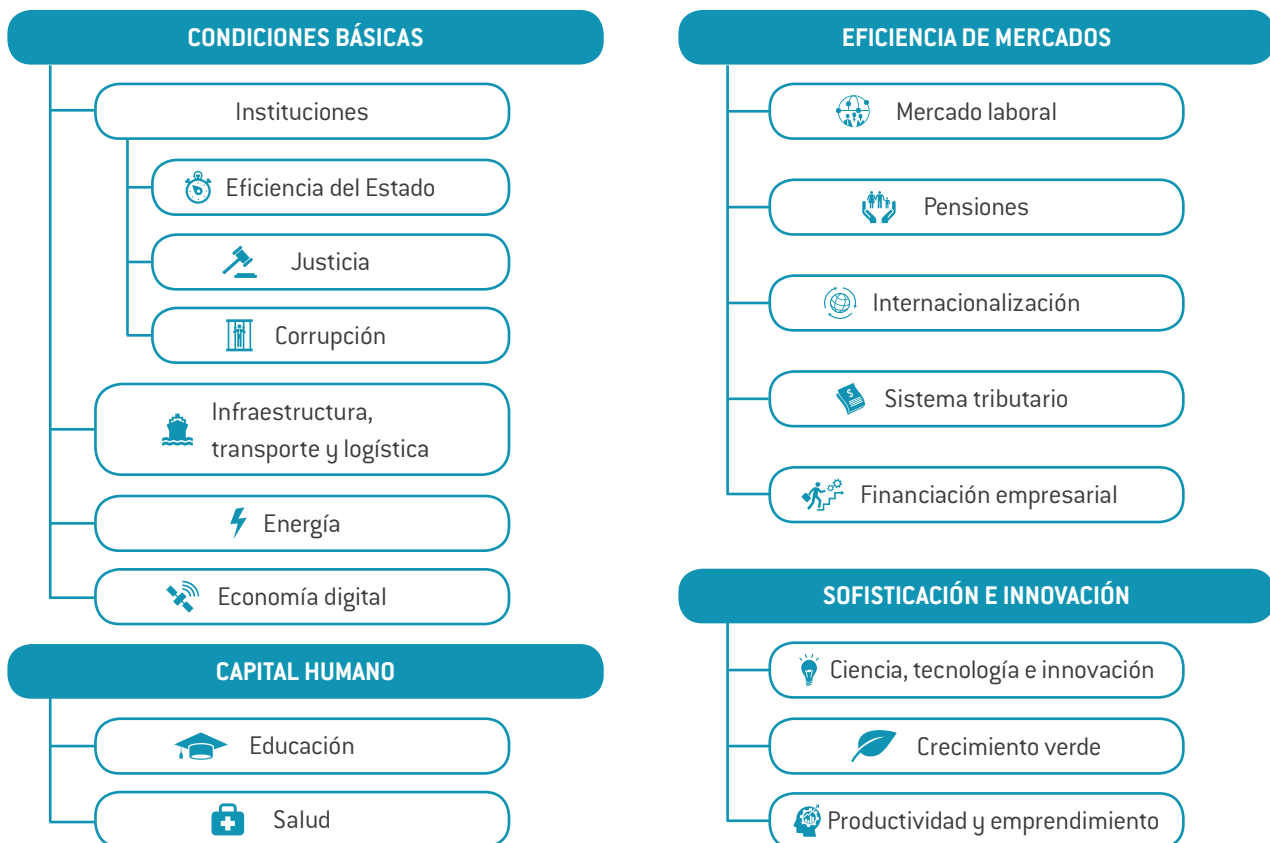 CONDICIONES BÁSICAS
Instituciones
Eficiencia del Estado
Justicia
Corrupción
Infraestructura,
transporte y logística
Energía
Economía digital
CAPITAL HUMANO
Educación
Salud
EFICIENCIA DE MERCADOS
Mercado laboral
Pensiones
Internacionalización
Sistema tributario
Financiación empresarial
SOFISTICACIÓN E INNOVACIÓN
Ciencia, tecnología e innovación
Crecimiento verde
Productividad y emprendimiento